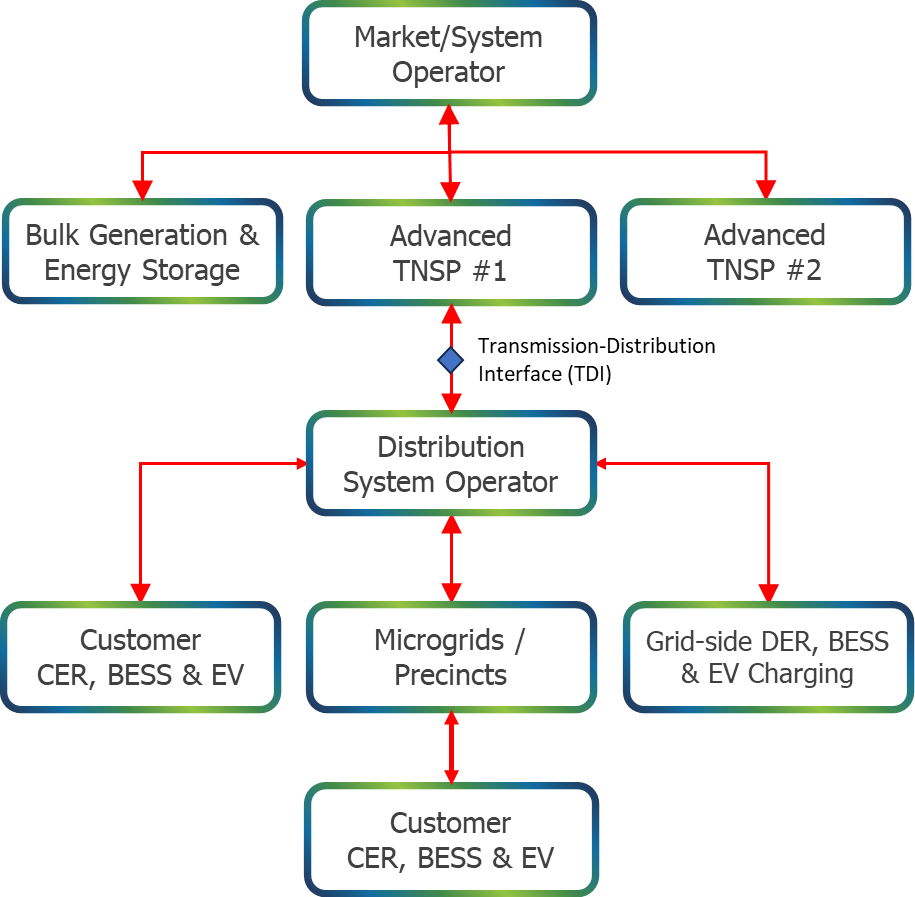 Market/System
Operator
Bulk Generation &
Energy Storage
Advanced
TNSP #1
Advanced
TNSP #2
Transmission-Distribution
Interface (TDI)
Distribution
System Operator
Customer
CER, BESS & EV
Microgrids /
Precincts
Grid-side DER, BESS
& EV Charging
Customer
CER, BESS & EV